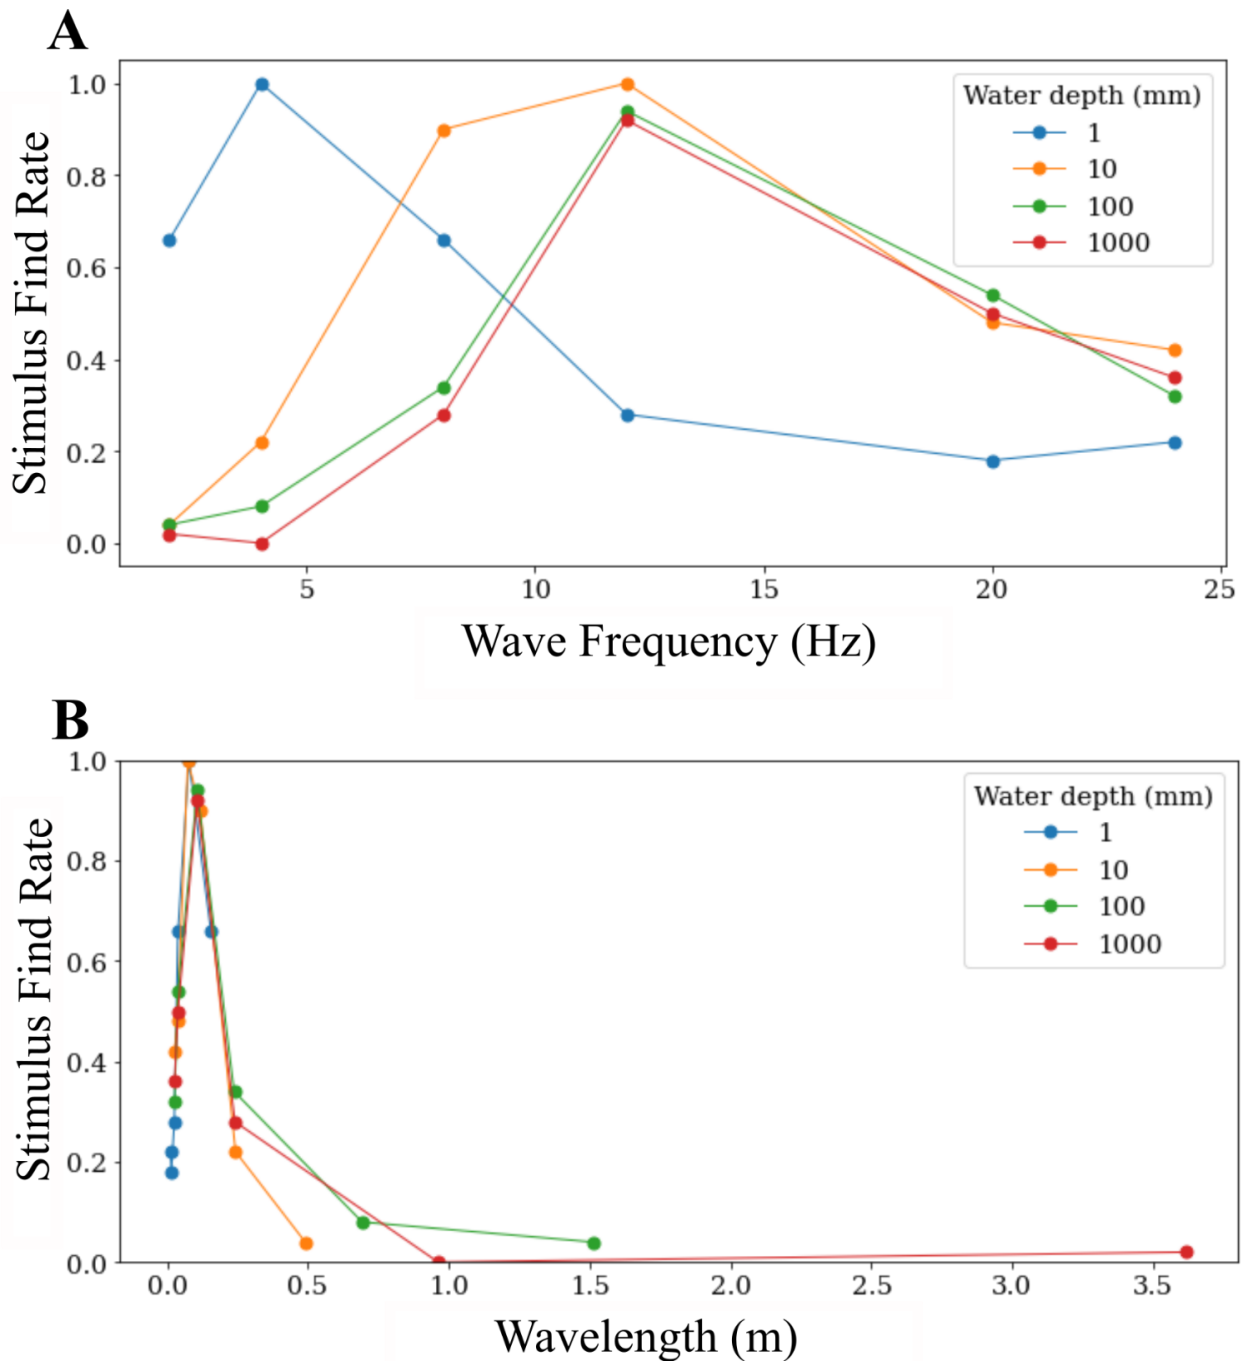 A
Stimulus Find Rate
1.0
0.8
0.6
0.4
0.2
0.0
Water depth (mm)
1
10
100
1000
5 10 15 20 25
Wave Frequency (Hz)
B
Stimulus Find Rate
1.0
0.8
0.6
0.4
0.2
0.0
Water depth (mm)
1
10
100
1000
0.0 0.5 1.0 1.5 2.0 2.5 3.0 3.5
Wavelength (m)